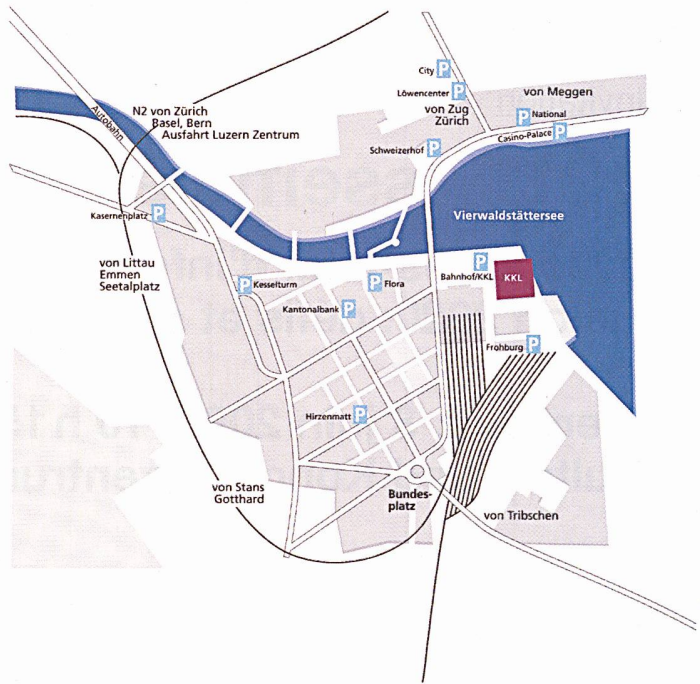 City P
Löwencenter P
von Zug
Zürich
von Meggen
P National
Casino-Palace P
Schweizerhof P
N2 von Zürich
Basel, Bern
Ausfahrt Luzern Zentrum
Autobahn
Kasernenplatz P
Vierwaldstättersee
von Littau
Emmen
Seetalplatz
P Kesselturm
P Flora
P
Bahnhof/KKL
KKL
Kantonalbank P
Frohburg P
Hirzenmatt P
von Stans
Gotthard
Bundes-
platz
von Tribschen